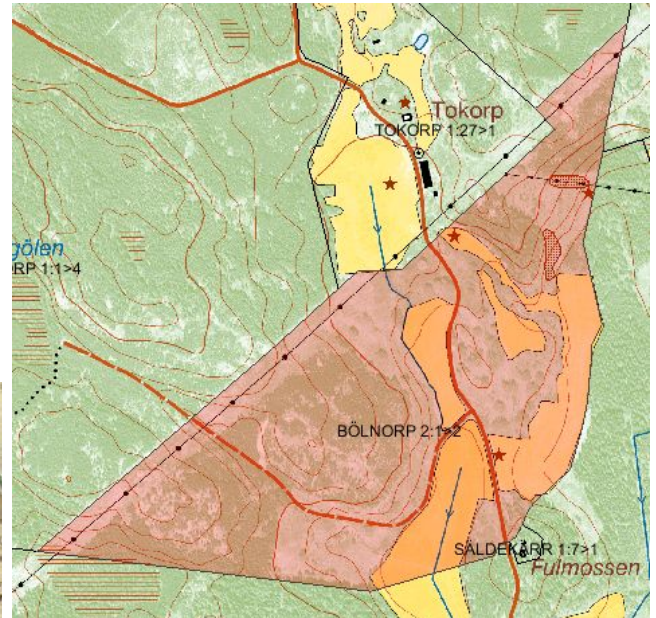 Tokorp
TOKORP 1:27>1
gölen
RP 1:1>4
BÖLNORP 2:1>2
SÄLDEKÄRR 1:7>1
Fulmossen